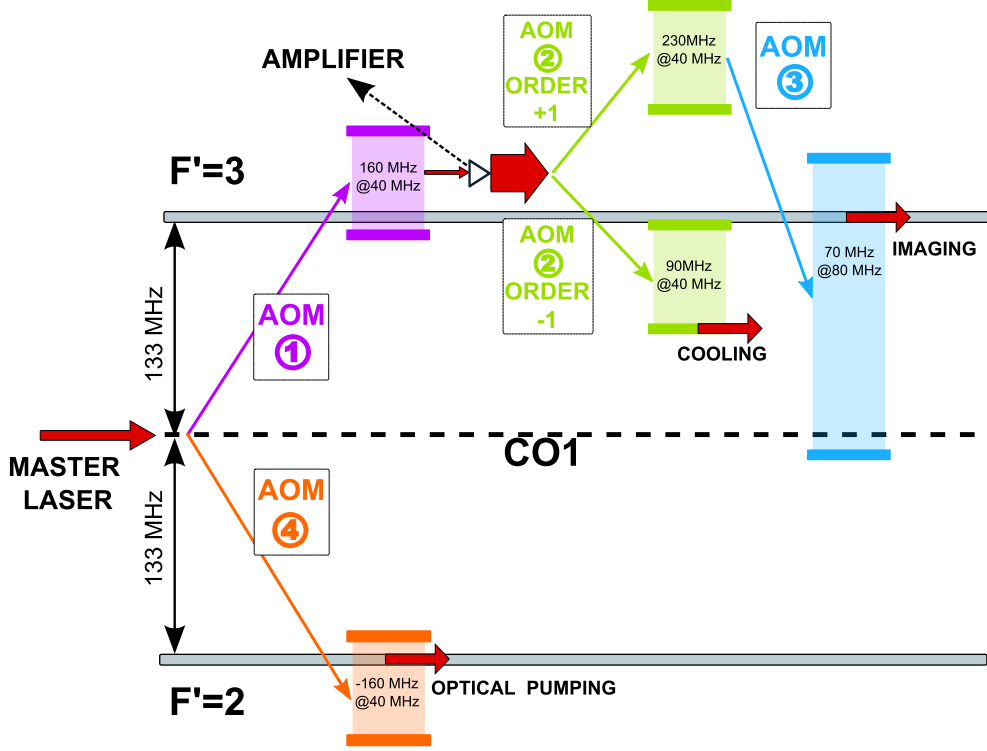 AMPLIFIER
AOM
②
ORDER
+1
230MHz
@40 MHz
AOM
③
F'=3
160 MHz
@40 MHz
AOM
②
ORDER
-1
90MHz
@40 MHz
COOLING
70 MHz
@80 MHz
IMAGING
133 MHz
AOM
①
MASTER
LASER
CO1
133 MHz
AOM
④
F'=2
-160 MHz
@40 MHz
OPTICAL PUMPING